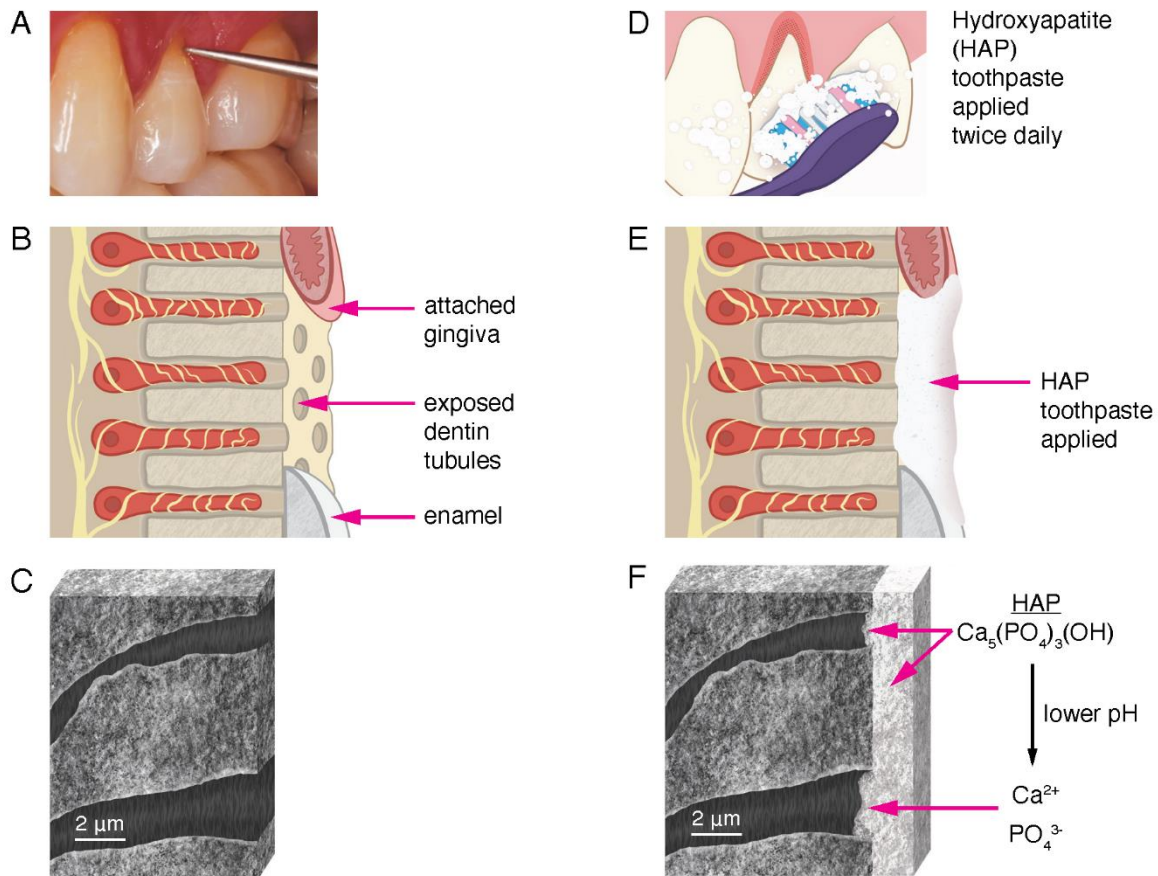 A
D
Hydroxyapatite
(HAP)
toothpaste
applied
twice daily
B
attached
gingiva
exposed
dentin
tubules
enamel
E
HAP
toothpaste
applied
C
2 µm
F
HAP
Ca₅(PO₄)₃(OH)
lower pH
Ca²⁺
PO₄³⁻
2 µm